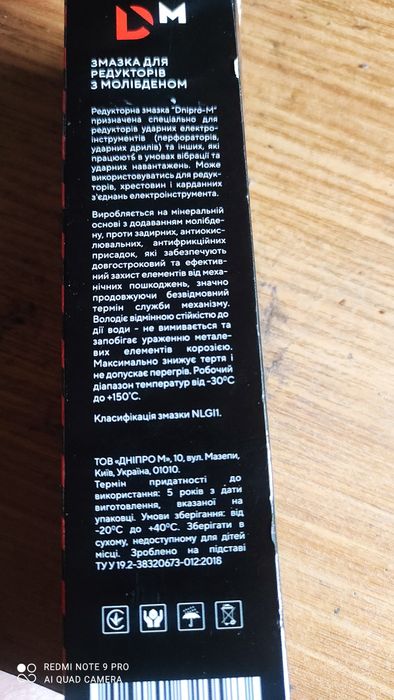 DM
ЗМАЗКА ДЛЯ
РЕДУКТОРІВ
З МОЛІБДЕНОМ
Редукторна змазка "Dnipro-M"
призначена спеціально для
редукторів ударних електро-
інструментів (перфораторів,
ударних дрилів) та інших, які
працюють в умовах вібрації та
ударних навантажень. Може
використовуватись для редук-
торів, хрестовин і карданних
з'єднань електроінструмента.
Виробляється на мінеральній
основі з додаванням молібде-
ну, проти задирних, антиокис-
лювальних, антифрикційних
присадок, які забезпечують
довгостроковий та ефектив-
ний захист елементів від меха-
нічних пошкоджень, значно
продовжуючи безвідмовний
термін служби механізму.
Володіє відмінною стійкістю до
дії води - не вимивається та
запобігає ураженню метале-
вих елементів корозією.
Максимально знижує тертя і
не допускає перегрів. Робочий
діапазон температур від -30°C
до +150°C.
Класифікація змазки NLGI1.
ТОВ «ДНІПРО М», 10, вул. Мазепи,
Київ, Україна, 01010.
Термін придатності до
використання: 5 років з дати
виготовлення, вказаної на
упаковці. Умови зберігання: від
-20°C до +40°C. Зберігати в
сухому, недоступному для дітей
місці. Зроблено на підставі
ТУ У 19.2-38320673-012:2018
REDMI NOTE 9 PRO
AI QUAD CAMERA